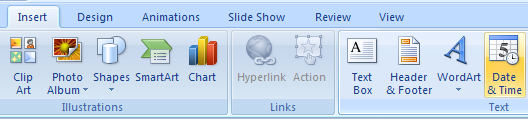 Insert Design Animations Slide Show Review View
Clip Art
Photo Album
Shapes
SmartArt
Chart
Hyperlink
Action
Text Box
Header & Footer
A
WordArt
A
5
Date & Time
Illustrations
Links
Text